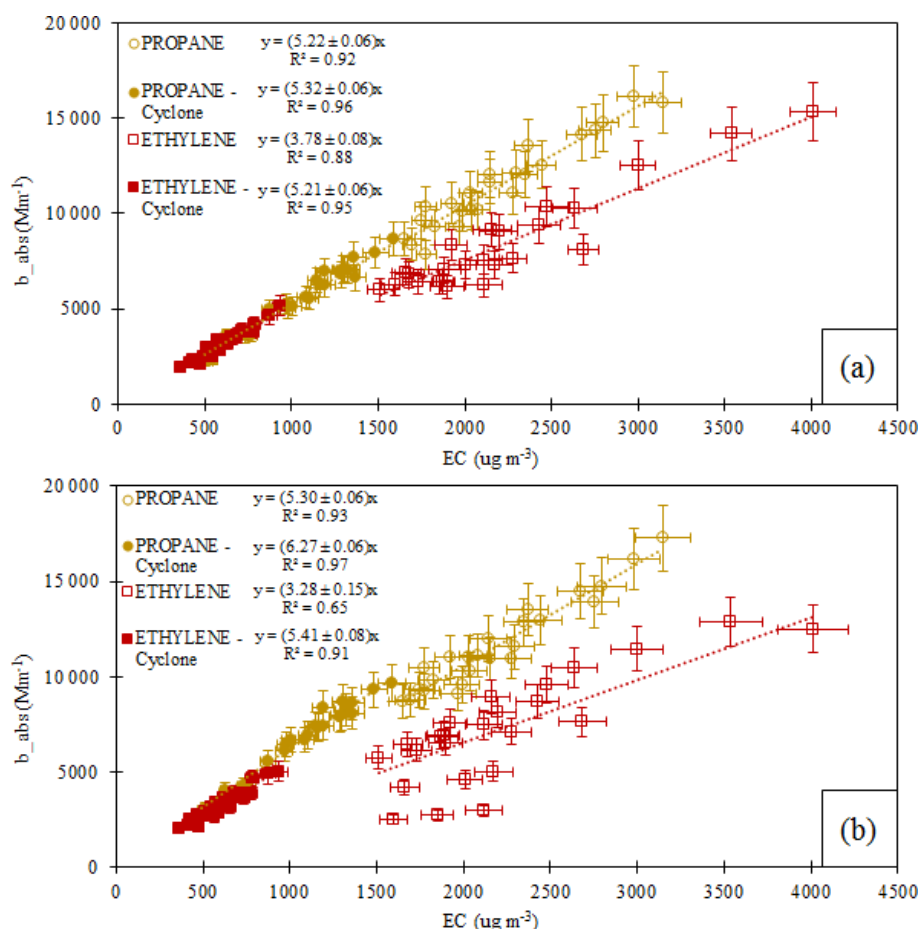 20 000
15 000
10 000
5000
0
b_abs (Mm⁻¹)
PROPANE y = (5.22 ± 0.06)x
R² = 0.92
PROPANE - y = (5.32 ± 0.06)x
Cyclone R² = 0.96
ETHYLENE y = (3.78 ± 0.08)x
R² = 0.88
ETHYLENE - y = (5.21 ± 0.06)x
Cyclone R² = 0.95
(a)
0 500 1000 1500 2000 2500 3000 3500 4000 4500
EC (ug m⁻³)
20 000
15 000
10 000
5000
0
b_abs (Mm⁻¹)
PROPANE y = (5.30 ± 0.06)x
R² = 0.93
PROPANE - y = (6.27 ± 0.06)x
Cyclone R² = 0.97
ETHYLENE y = (3.28 ± 0.15)x
R² = 0.65
ETHYLENE - y = (5.41 ± 0.08)x
Cyclone R² = 0.91
(b)
0 500 1000 1500 2000 2500 3000 3500 4000 4500
EC (ug m⁻³)